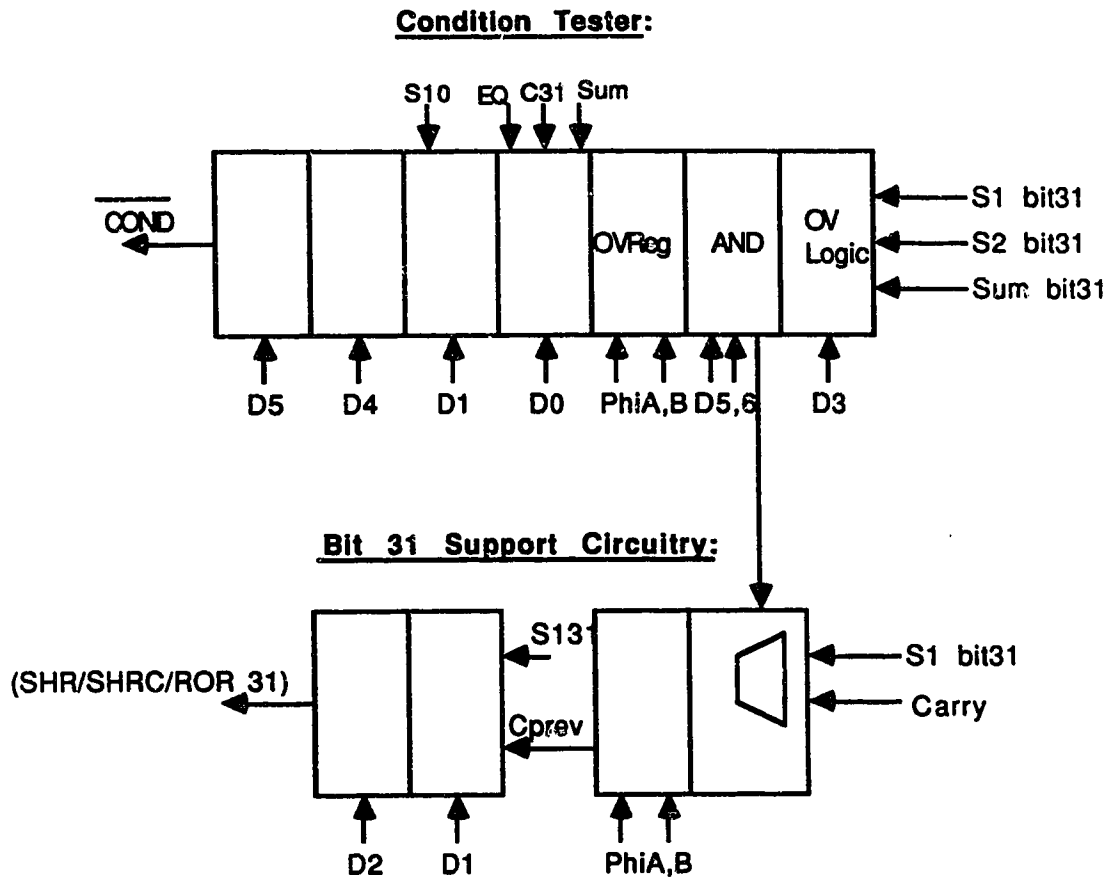 Condition Tester:
S10 EQ C31 Sum
COND
OVReg
AND
OV
Logic
S1 bit31
S2 bit31
Sum bit31
D5 D4 D1 D0 PhiA,B D5,6 D3
Bit 31 Support Circuitry:
S131
(SHR/SHRC/ROR 31)
Cprev
S1 bit31
Carry
D2 D1 PhiA,B